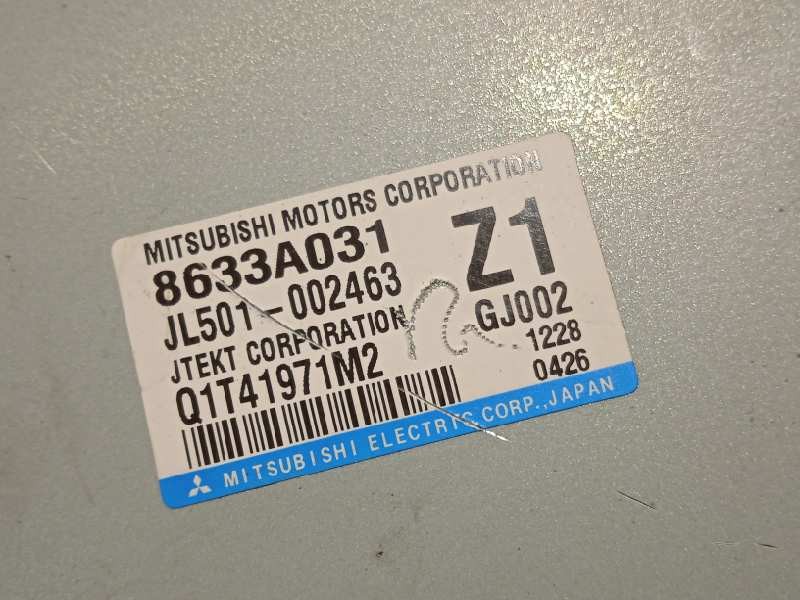 MITSUBISHI MOTORS CORPORATION
8633A031
Z1
JL501-002463
GJ002
JTEKT CORPORATION
1228
Q1T41971M2
0426
MITSUBISHI ELECTRIC CORP., JAPAN